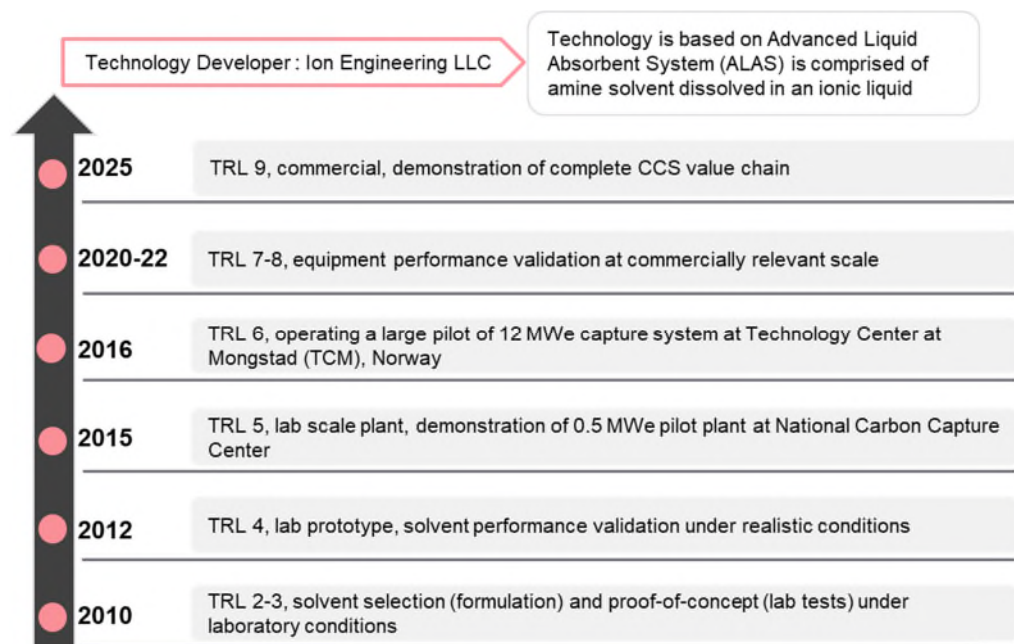 Technology Developer : Ion Engineering LLC
Technology is based on Advanced Liquid
Absorbent System (ALAS) is comprised of
amine solvent dissolved in an ionic liquid
2025
TRL 9, commercial, demonstration of complete CCS value chain
2020-22
TRL 7-8, equipment performance validation at commercially relevant scale
2016
TRL 6, operating a large pilot of 12 MWe capture system at Technology Center at
Mongstad (TCM), Norway
2015
TRL 5, lab scale plant, demonstration of 0.5 MWe pilot plant at National Carbon Capture
Center
2012
TRL 4, lab prototype, solvent performance validation under realistic conditions
2010
TRL 2-3, solvent selection (formulation) and proof-of-concept (lab tests) under
laboratory conditions